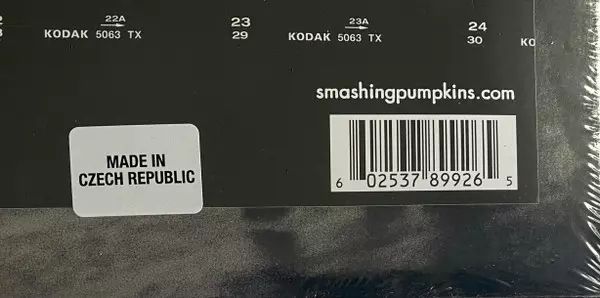 22A 23 23A 24
KODAK 5063 TX 29 KODAK 5063 TX 30 KO
smashingpumpkins.com
MADE IN
CZECH REPUBLIC
6 02537 89926 5